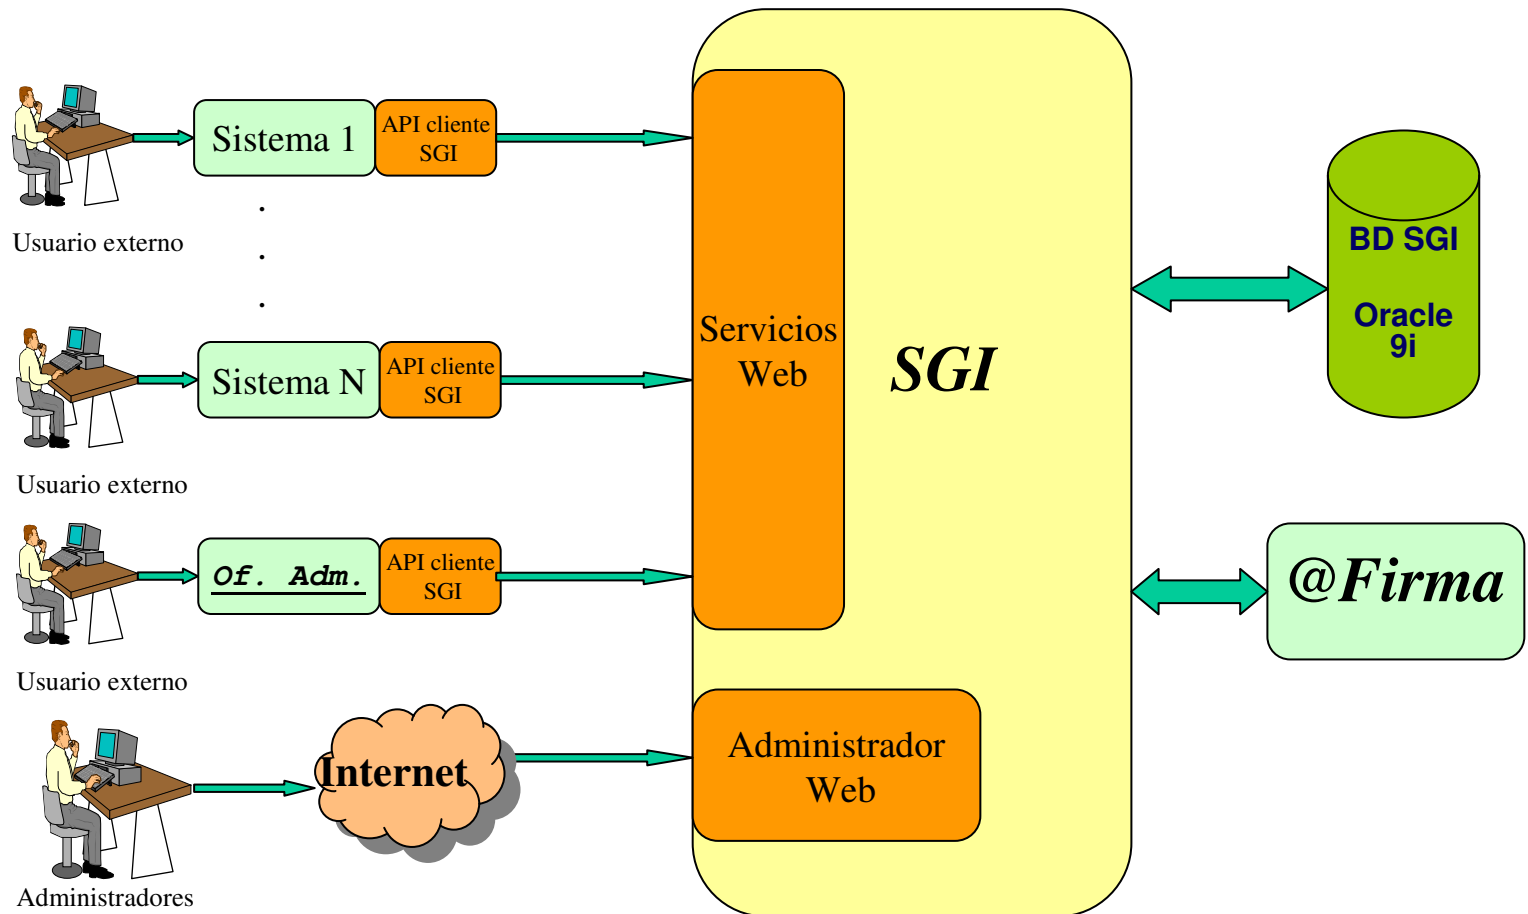 Sistema 1
API cliente
SGI
Usuario externo
.
.
.
Sistema N
API cliente
SGI
Usuario externo
Of. Adm.
API cliente
SGI
Usuario externo
Internet
Administradores
Servicios
Web
SGI
Administrador
Web
BD SGI
Oracle
9i
@Firma